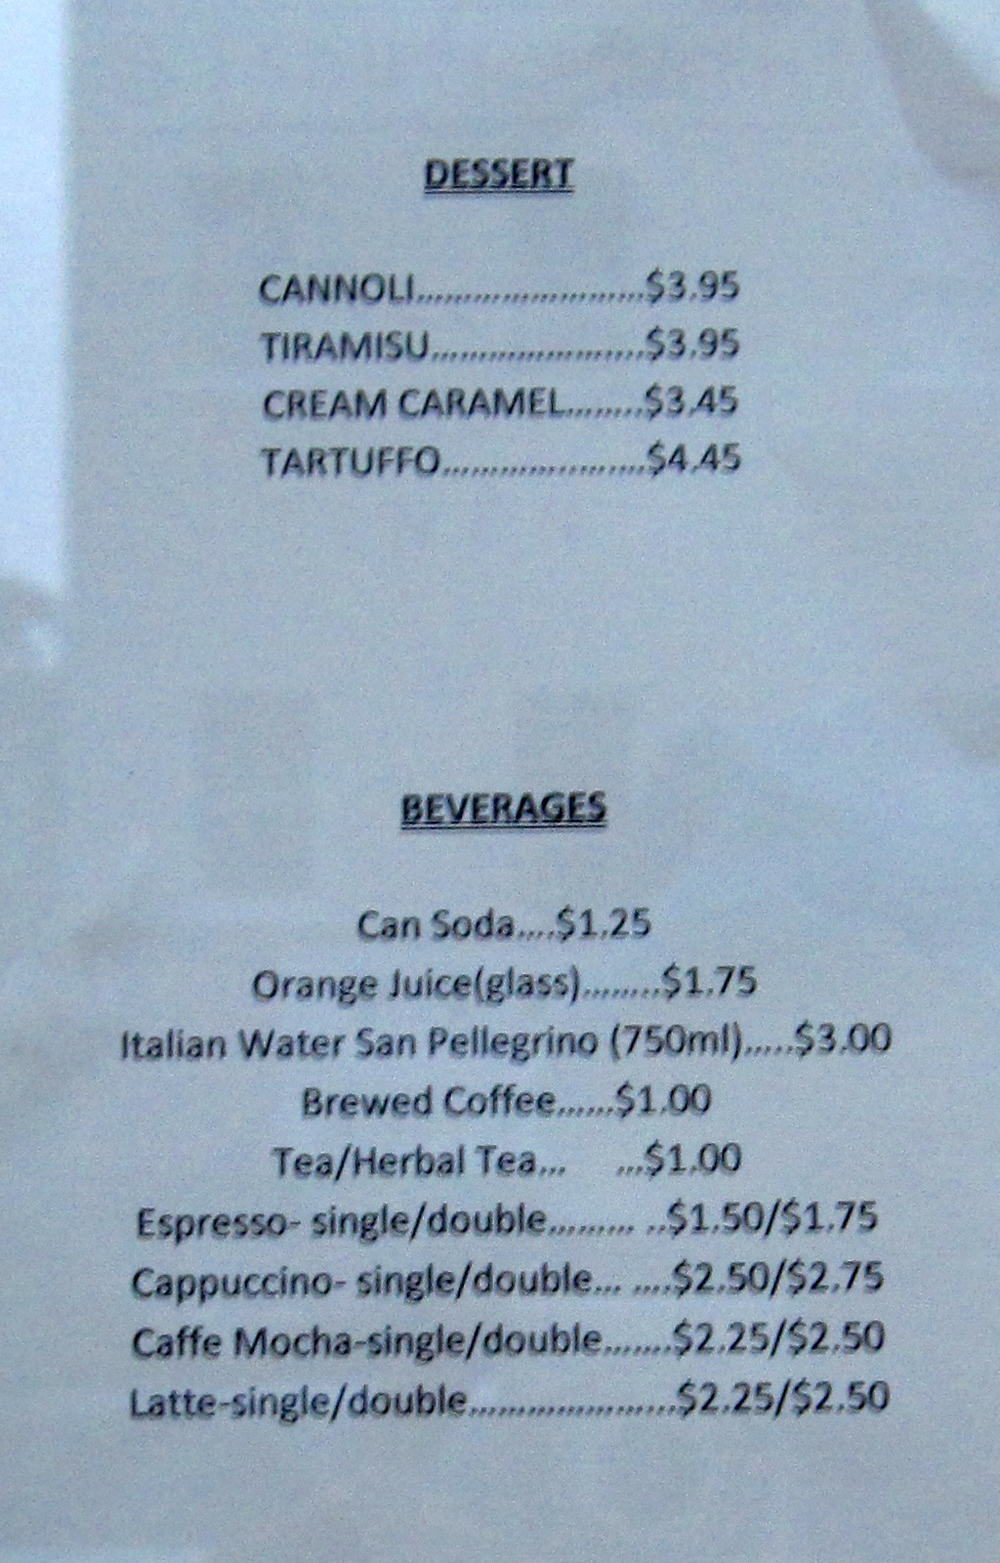 DESSERT
CANNOLI........................$3.95
TIRAMISU......................$3.95
CREAM CARAMEL........$3.45
TARTUFFO.....................$4.45
BEVERAGES
Can Soda....$1.25
Orange Juice(glass)........$1.75
Italian Water San Pellegrino (750ml).....$3.00
Brewed Coffee......$1.00
Tea/Herbal Tea... ...$1.00
Espresso- single/double......... ..$1.50/$1.75
Cappuccino- single/double... ....$2.50/$2.75
Caffe Mocha-single/double.......$2.25/$2.50
Latte-single/double......................$2.25/$2.50